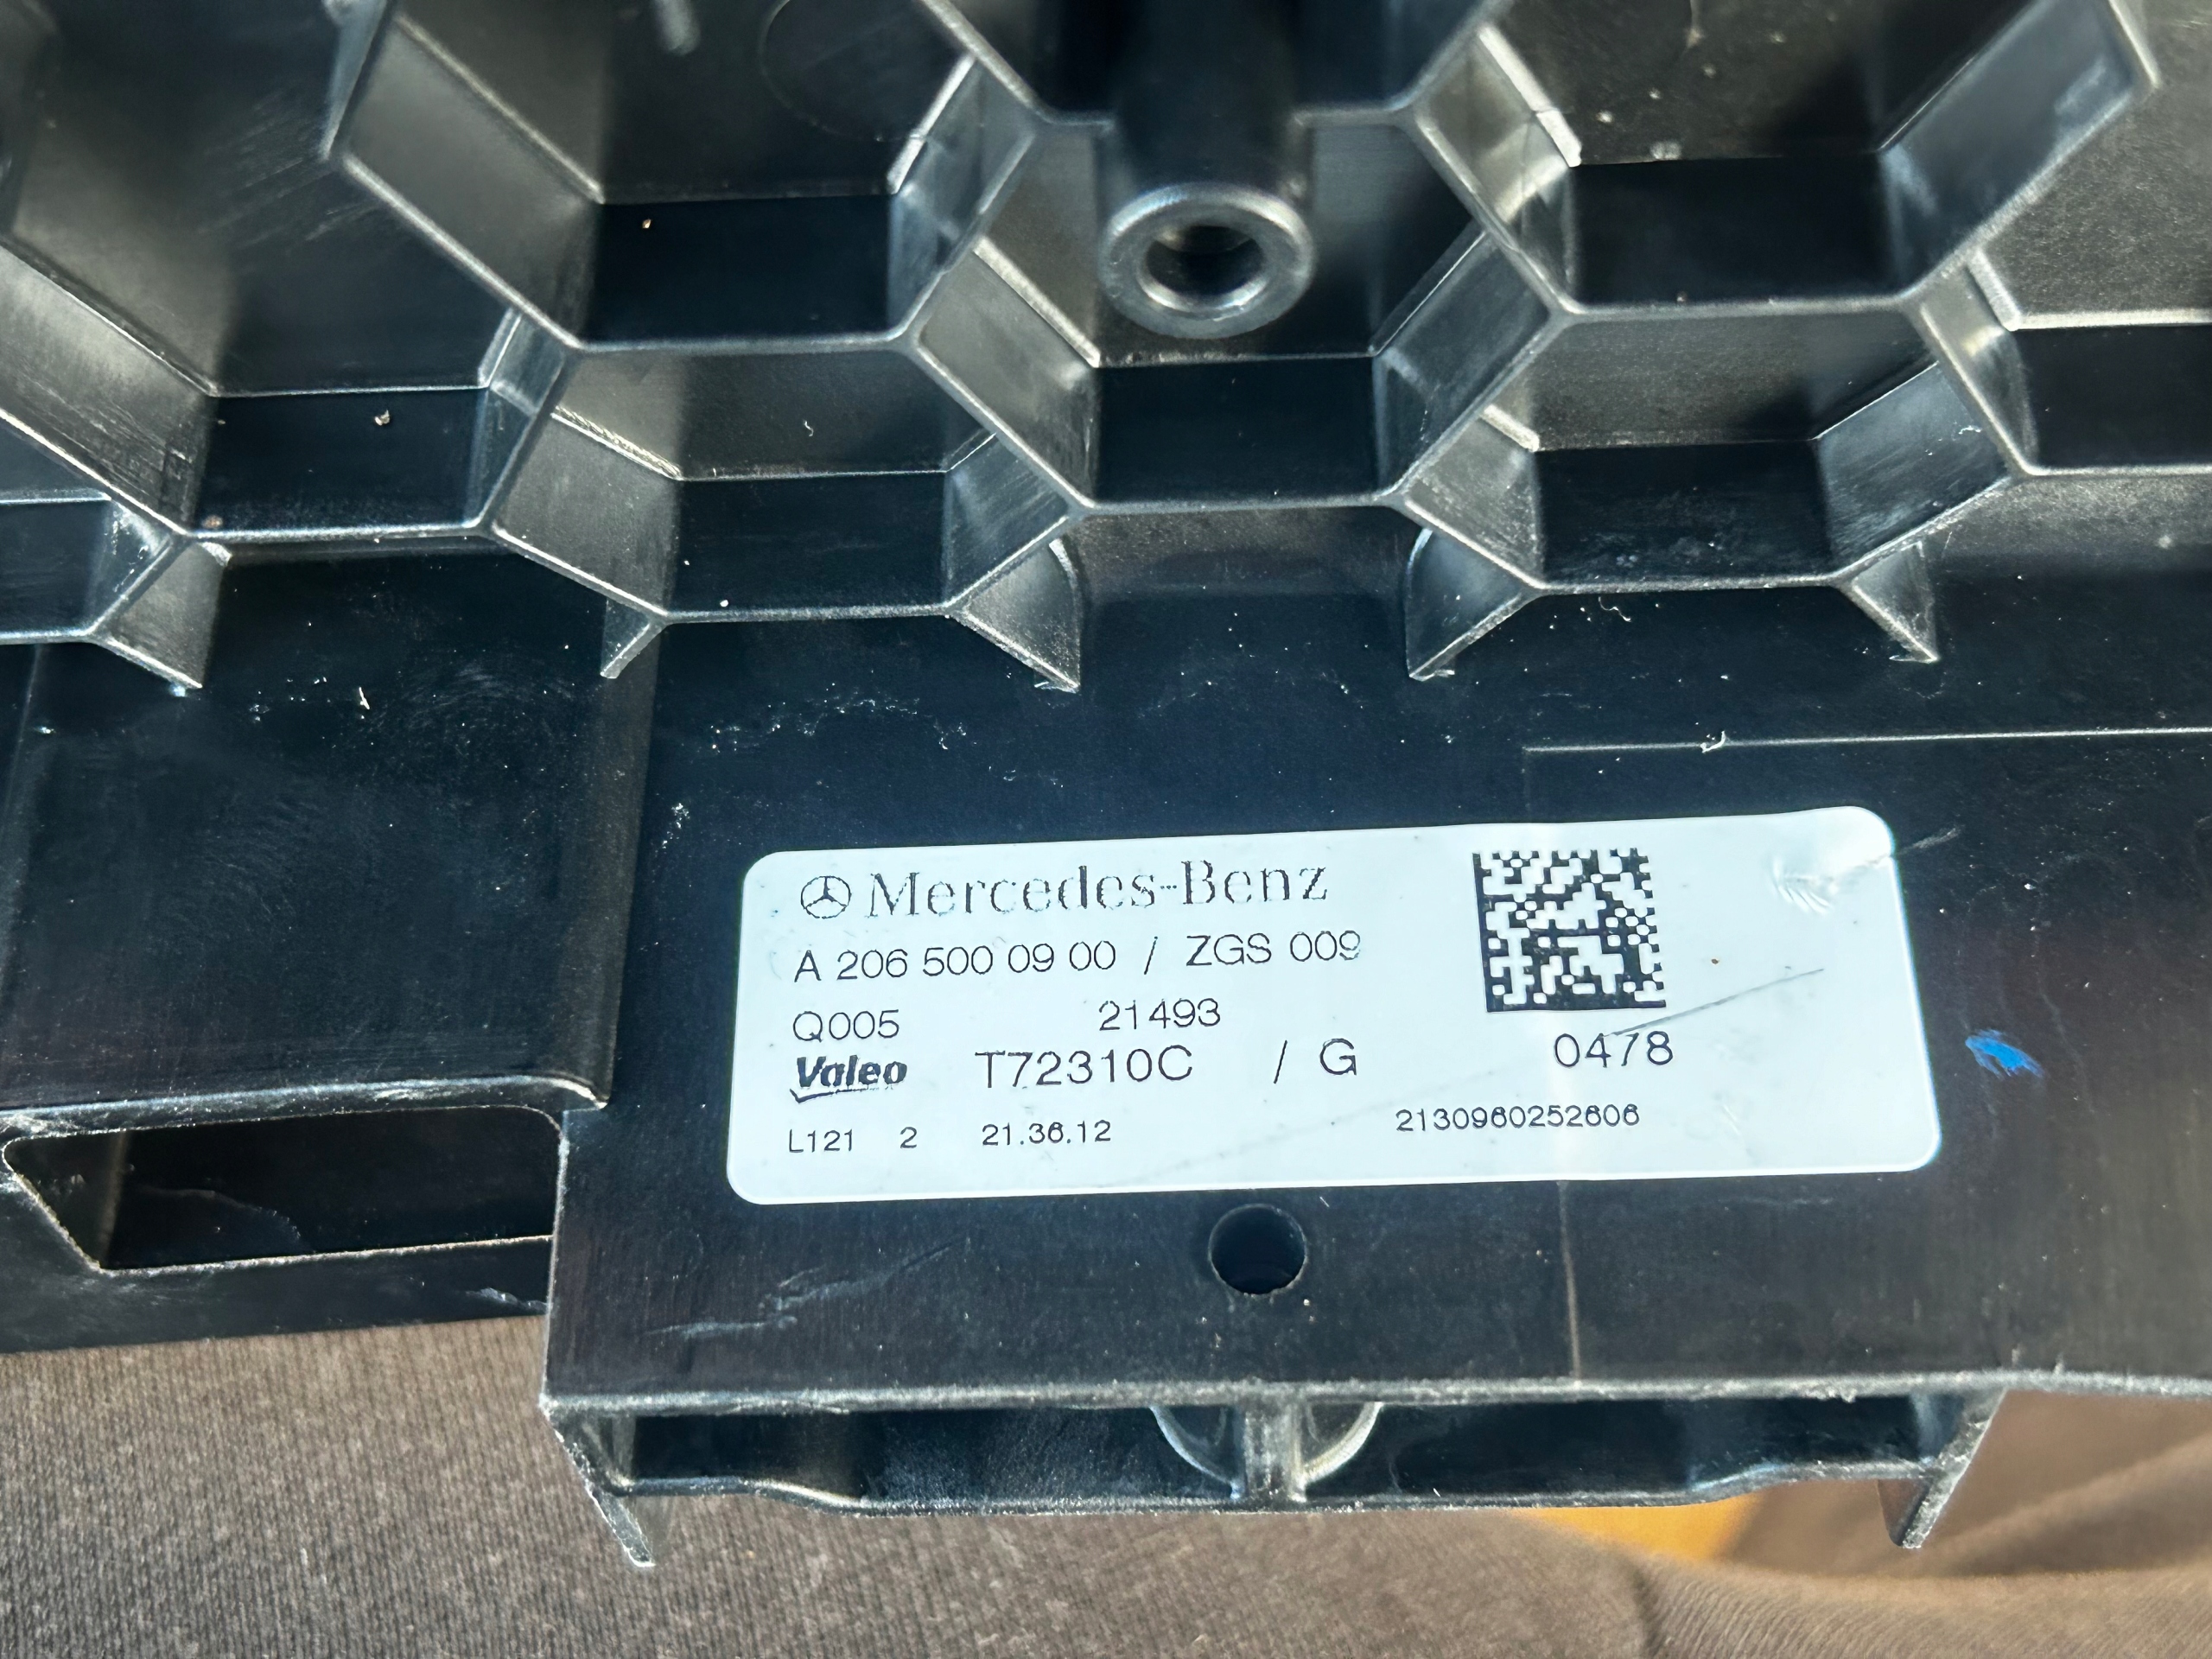 Mercedes-Benz
A 206 500 09 00 / ZGS 009
Q005 21493
Valeo T72310C / G 0478
L121 2 21.36.12 2130960252606